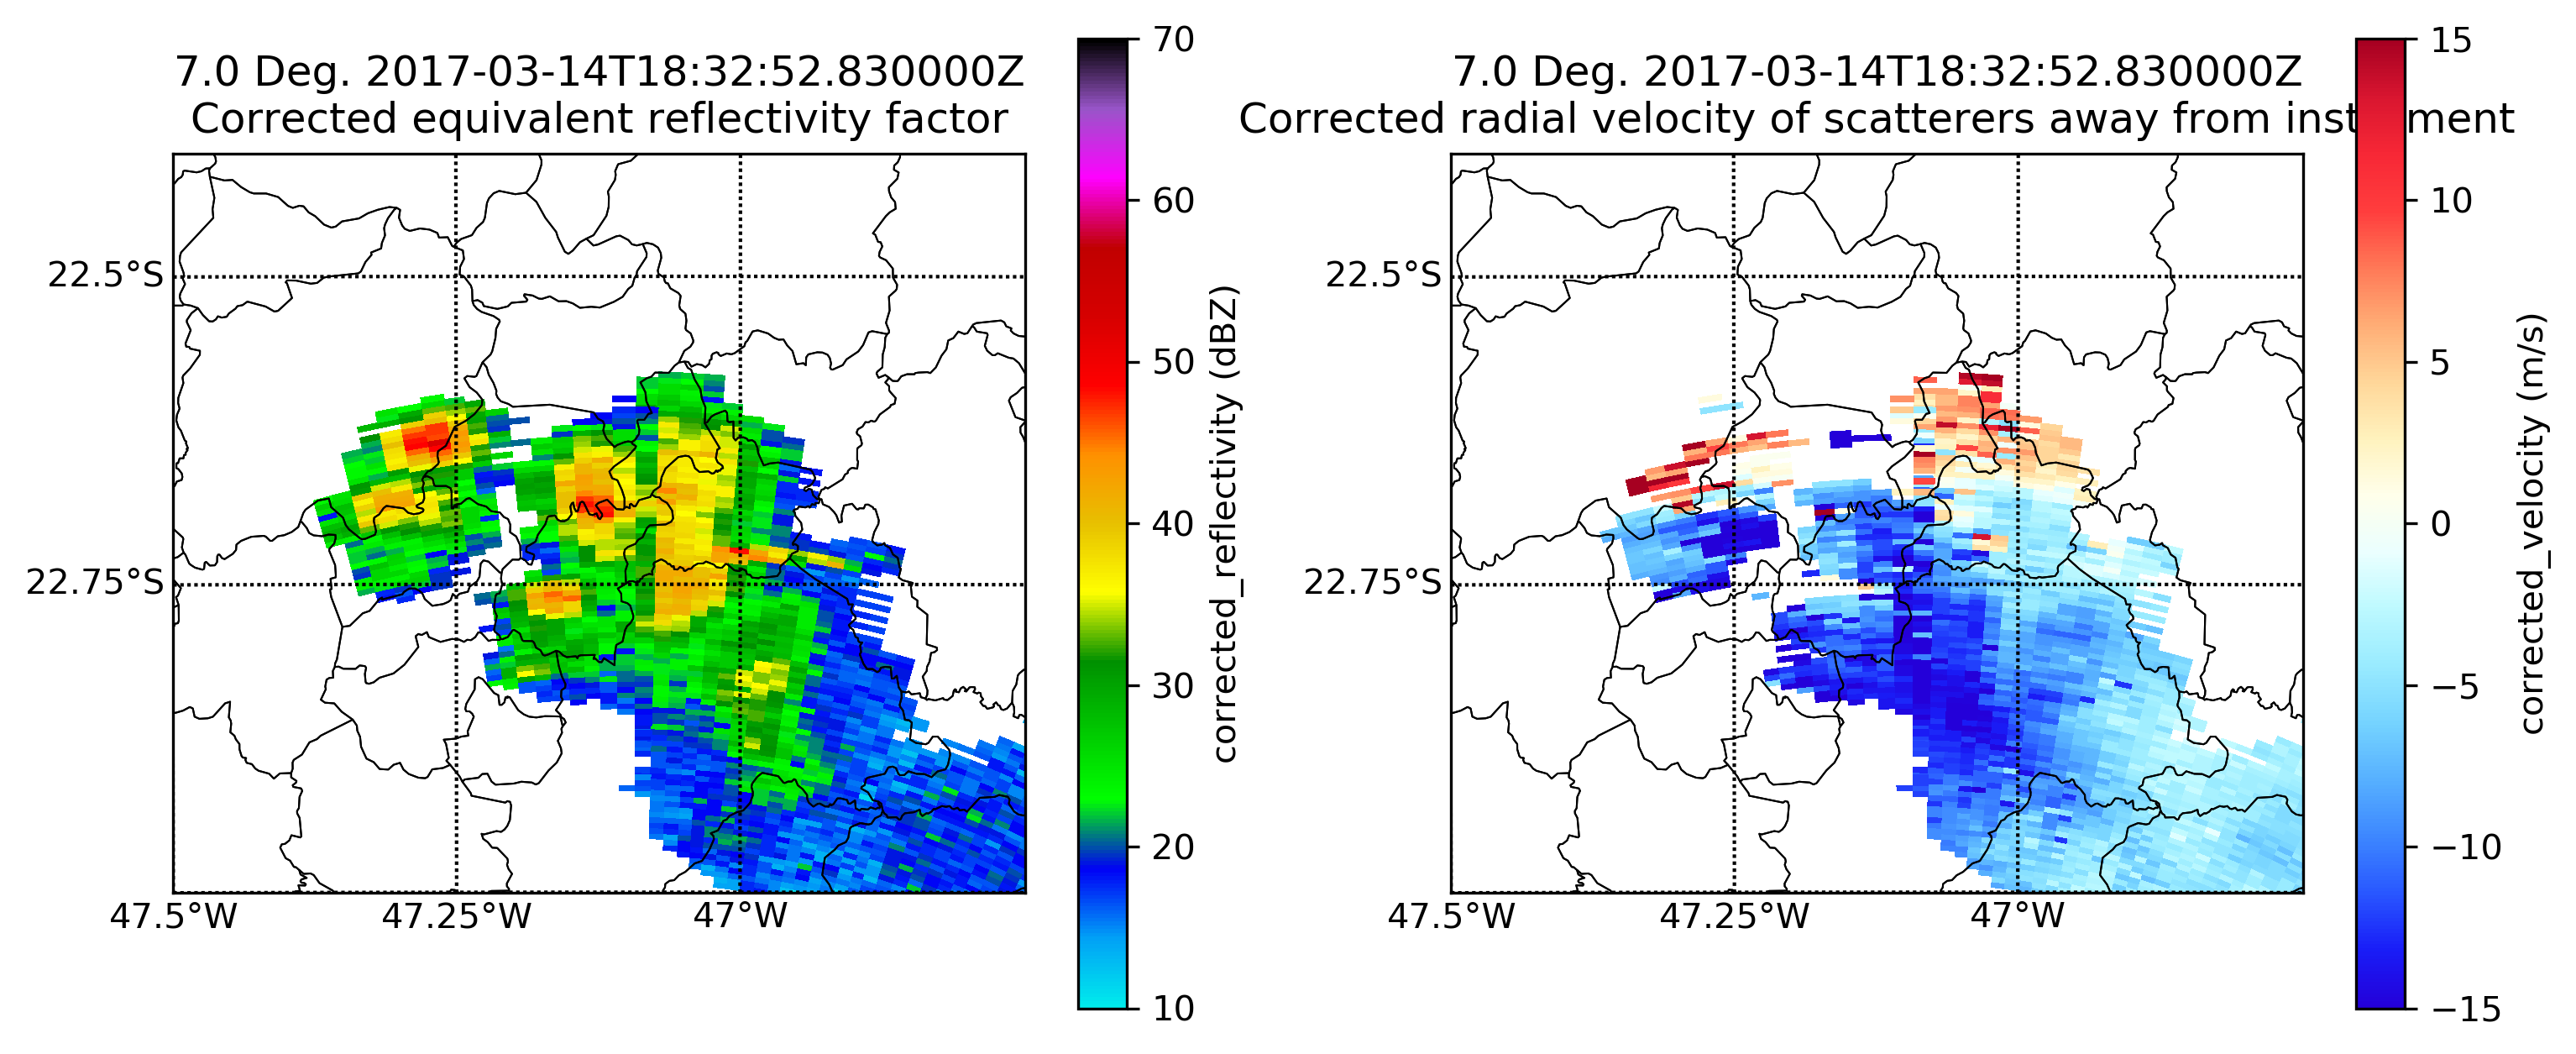 7.0 Deg. 2017-03-14T18:32:52.830000Z
Corrected equivalent reflectivity factor
22.5°S
22.75°S
47.5°W
47.25°W
47°W
70
60
50
40
30
20
10
corrected_reflectivity (dBZ)
7.0 Deg. 2017-03-14T18:32:52.830000Z
Corrected radial velocity of scatterers away from inst ment
22.5°S
22.75°S
47.5°W
47.25°W
47°W
15
10
5
0
−5
−10
−15
corrected_velocity (m/s)